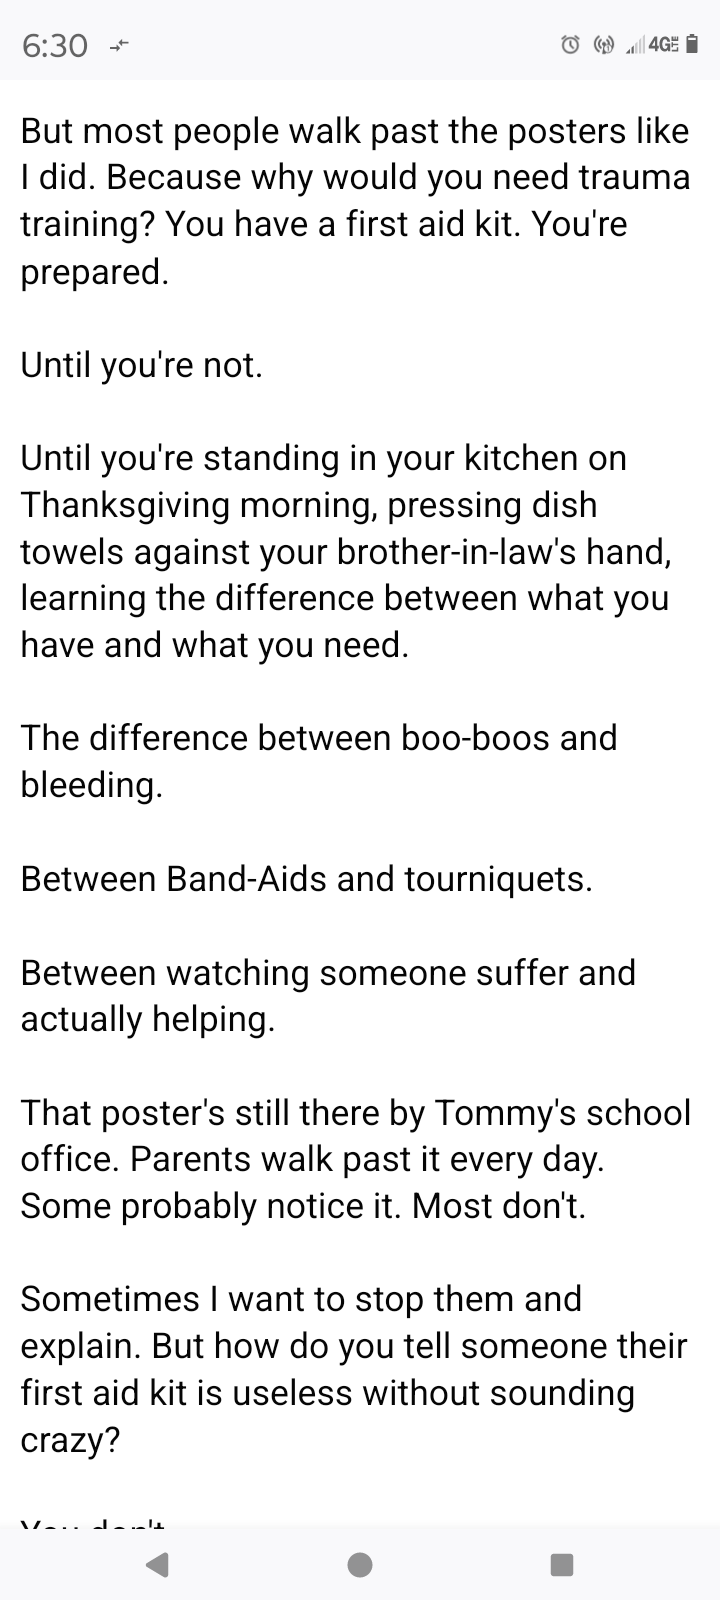 6:30
4G LTE
But most people walk past the posters like
I did. Because why would you need trauma
training? You have a first aid kit. You're
prepared.
Until you're not.
Until you're standing in your kitchen on
Thanksgiving morning, pressing dish
towels against your brother-in-law's hand,
learning the difference between what you
have and what you need.
The difference between boo-boos and
bleeding.
Between Band-Aids and tourniquets.
Between watching someone suffer and
actually helping.
That poster's still there by Tommy's school
office. Parents walk past it every day.
Some probably notice it. Most don't.
Sometimes I want to stop them and
explain. But how do you tell someone their
first aid kit is useless without sounding
crazy?
You don't